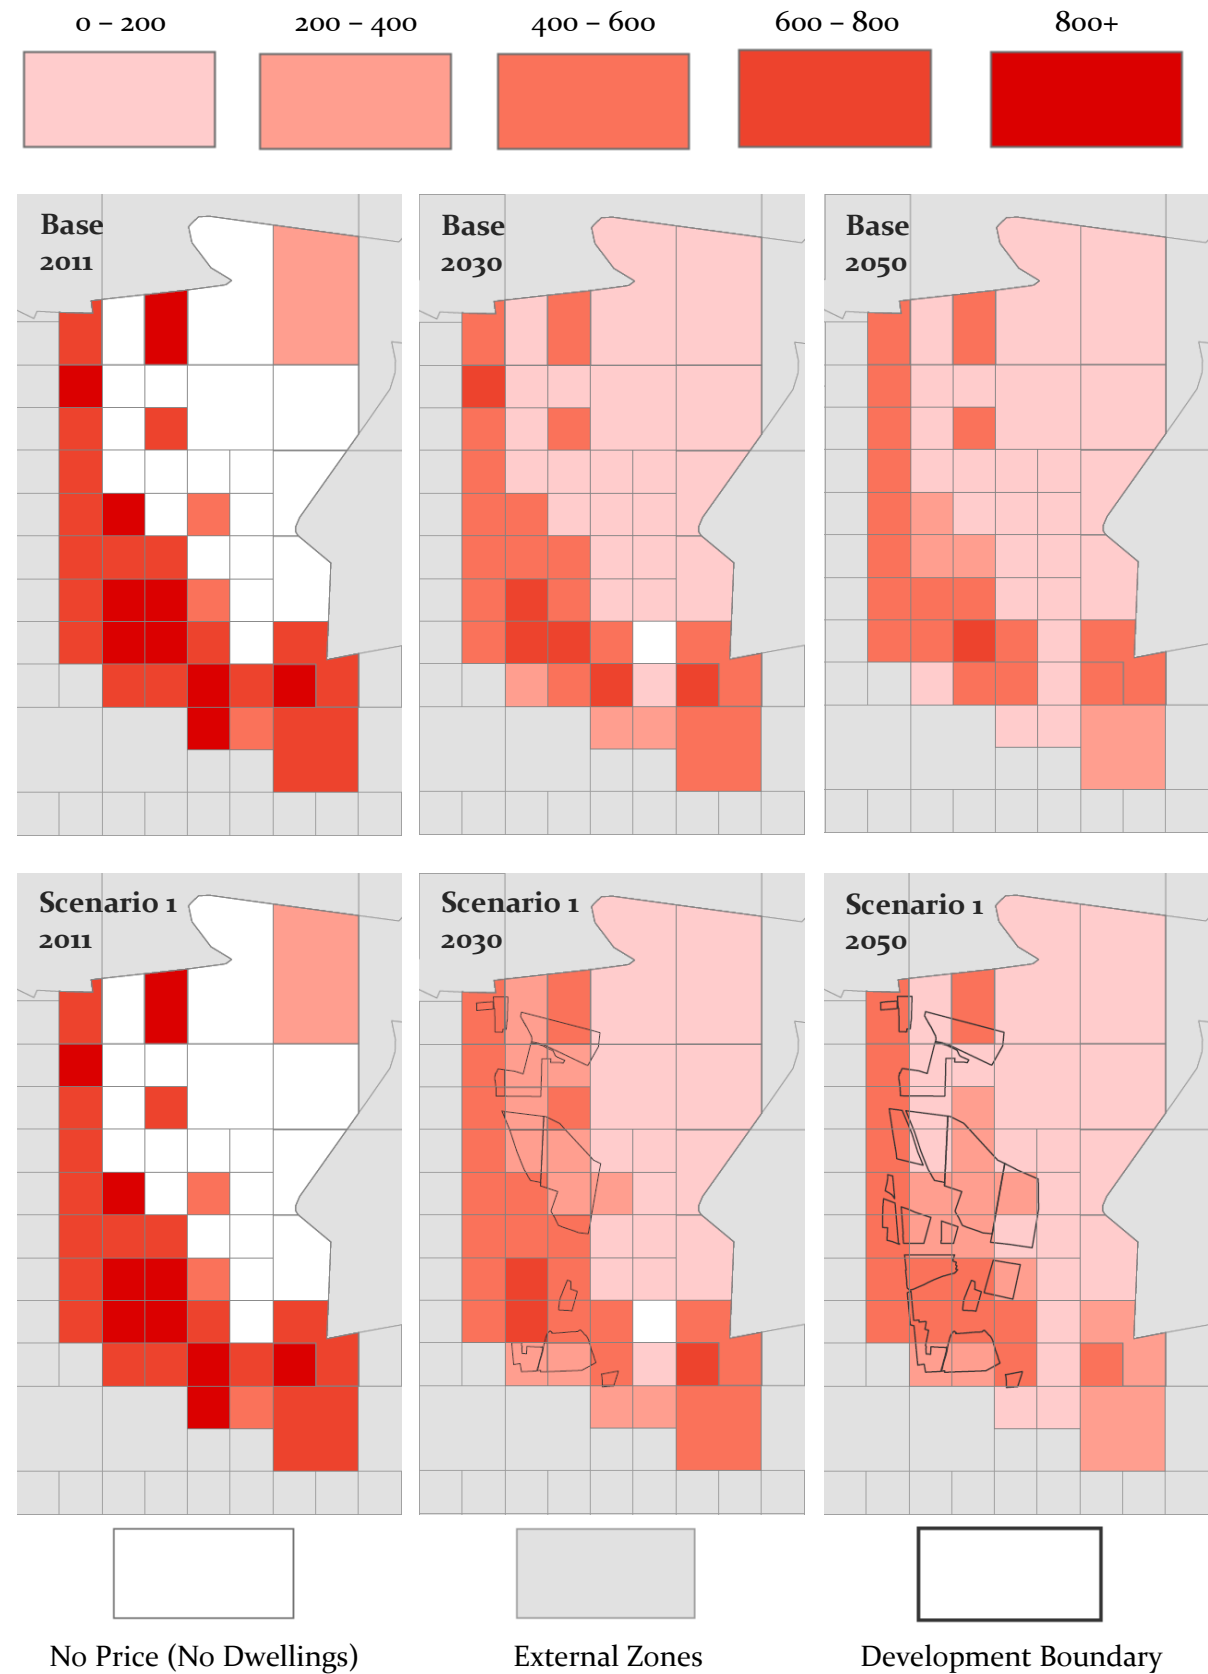 0 – 200 200 – 400 400 – 600 600 – 800 800+
Base
2011
Base
2030
Base
2050
Scenario 1
2011
Scenario 1
2030
Scenario 1
2050
No Price (No Dwellings) External Zones Development Boundary